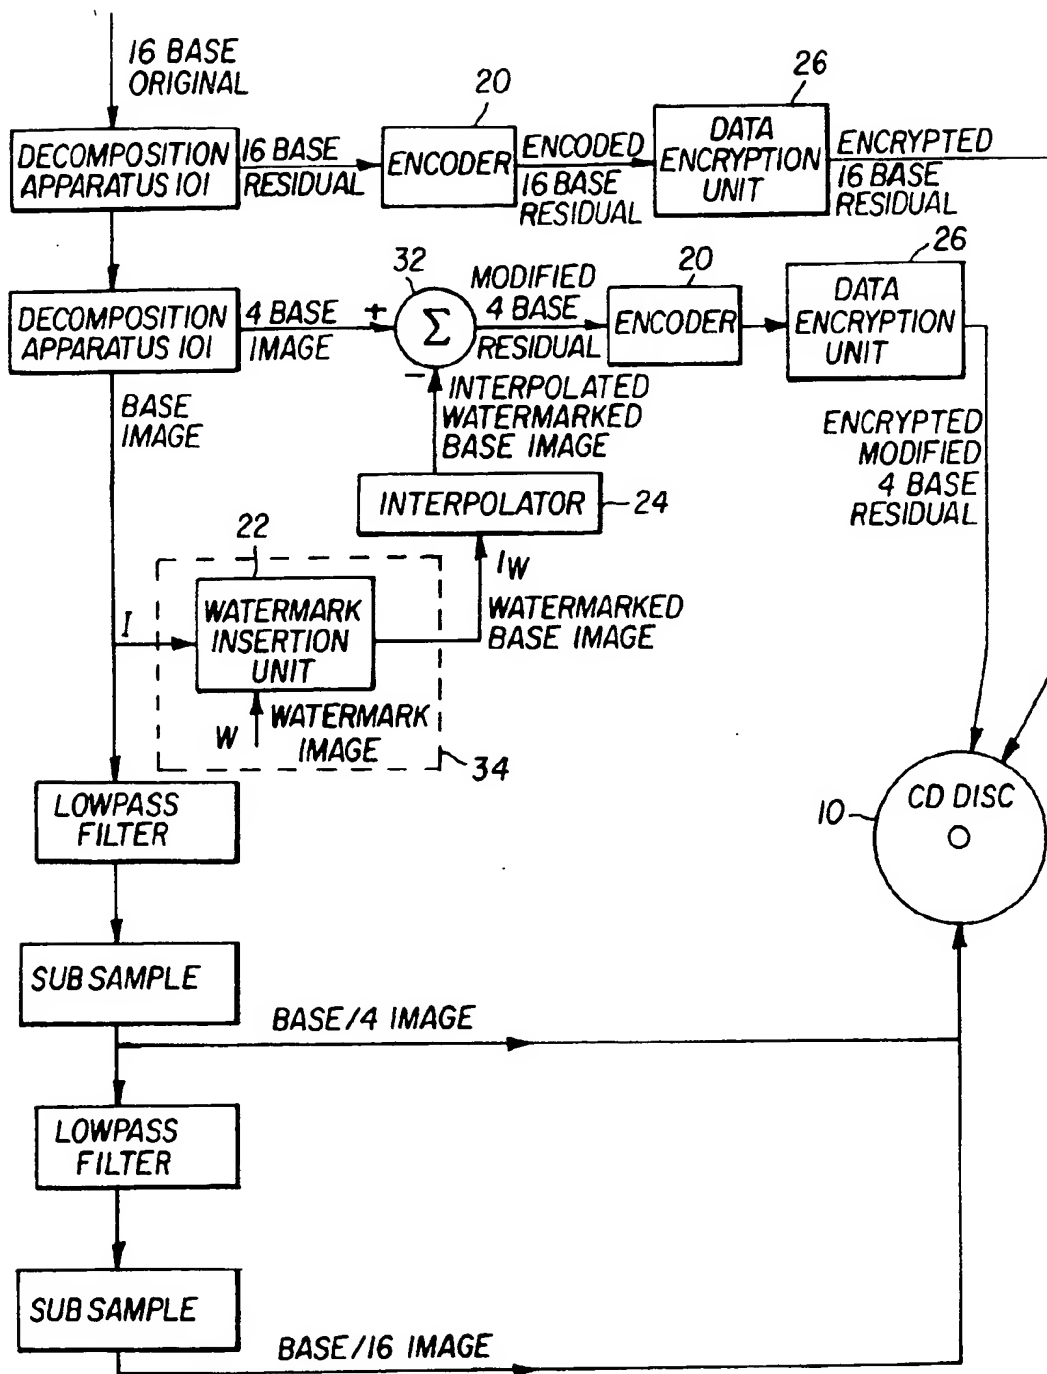 16 BASE
ORIGINAL
DECOMPOSITION
APPARATUS 101
16 BASE
RESIDUAL
20
ENCODER
ENCODED
16 BASE
RESIDUAL
26
DATA
ENCRYPTION
UNIT
ENCRYPTED
16 BASE
RESIDUAL
DECOMPOSITION
APPARATUS 101
4 BASE
IMAGE
32
+
Σ
-
MODIFIED
4 BASE
RESIDUAL
20
ENCODER
26
DATA
ENCRYPTION
UNIT
BASE
IMAGE
INTERPOLATED
WATERMARKED
BASE IMAGE
ENCRYPTED
MODIFIED
4 BASE
RESIDUAL
INTERPOLATOR
24
22
I
WATERMARK
INSERTION
UNIT
IW
WATERMARKED
BASE IMAGE
W
WATERMARK
IMAGE
34
LOWPASS
FILTER
10
CD DISC
SUB SAMPLE
BASE/4 IMAGE
LOWPASS
FILTER
SUB SAMPLE
BASE/16 IMAGE